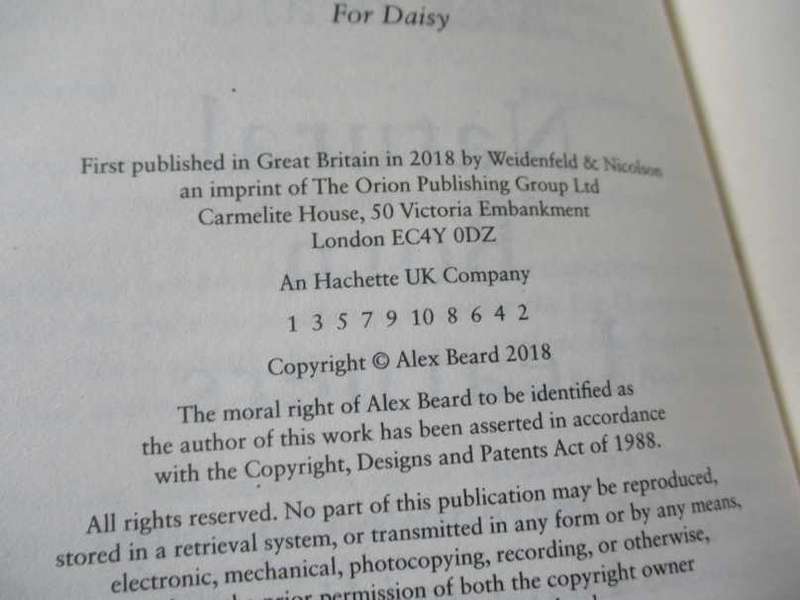 For Daisy
First published in Great Britain in 2018 by Weidenfeld & Nicolson
an imprint of The Orion Publishing Group Ltd
Carmelite House, 50 Victoria Embankment
London EC4Y 0DZ
An Hachette UK Company
1 3 5 7 9 10 8 6 4 2
Copyright © Alex Beard 2018
The moral right of Alex Beard to be identified as
the author of this work has been asserted in accordance
with the Copyright, Designs and Patents Act of 1988.
All rights reserved. No part of this publication may be reproduced,
stored in a retrieval system, or transmitted in any form or by any means,
electronic, mechanical, photocopying, recording, or otherwise,
prior permission of both the copyright owner